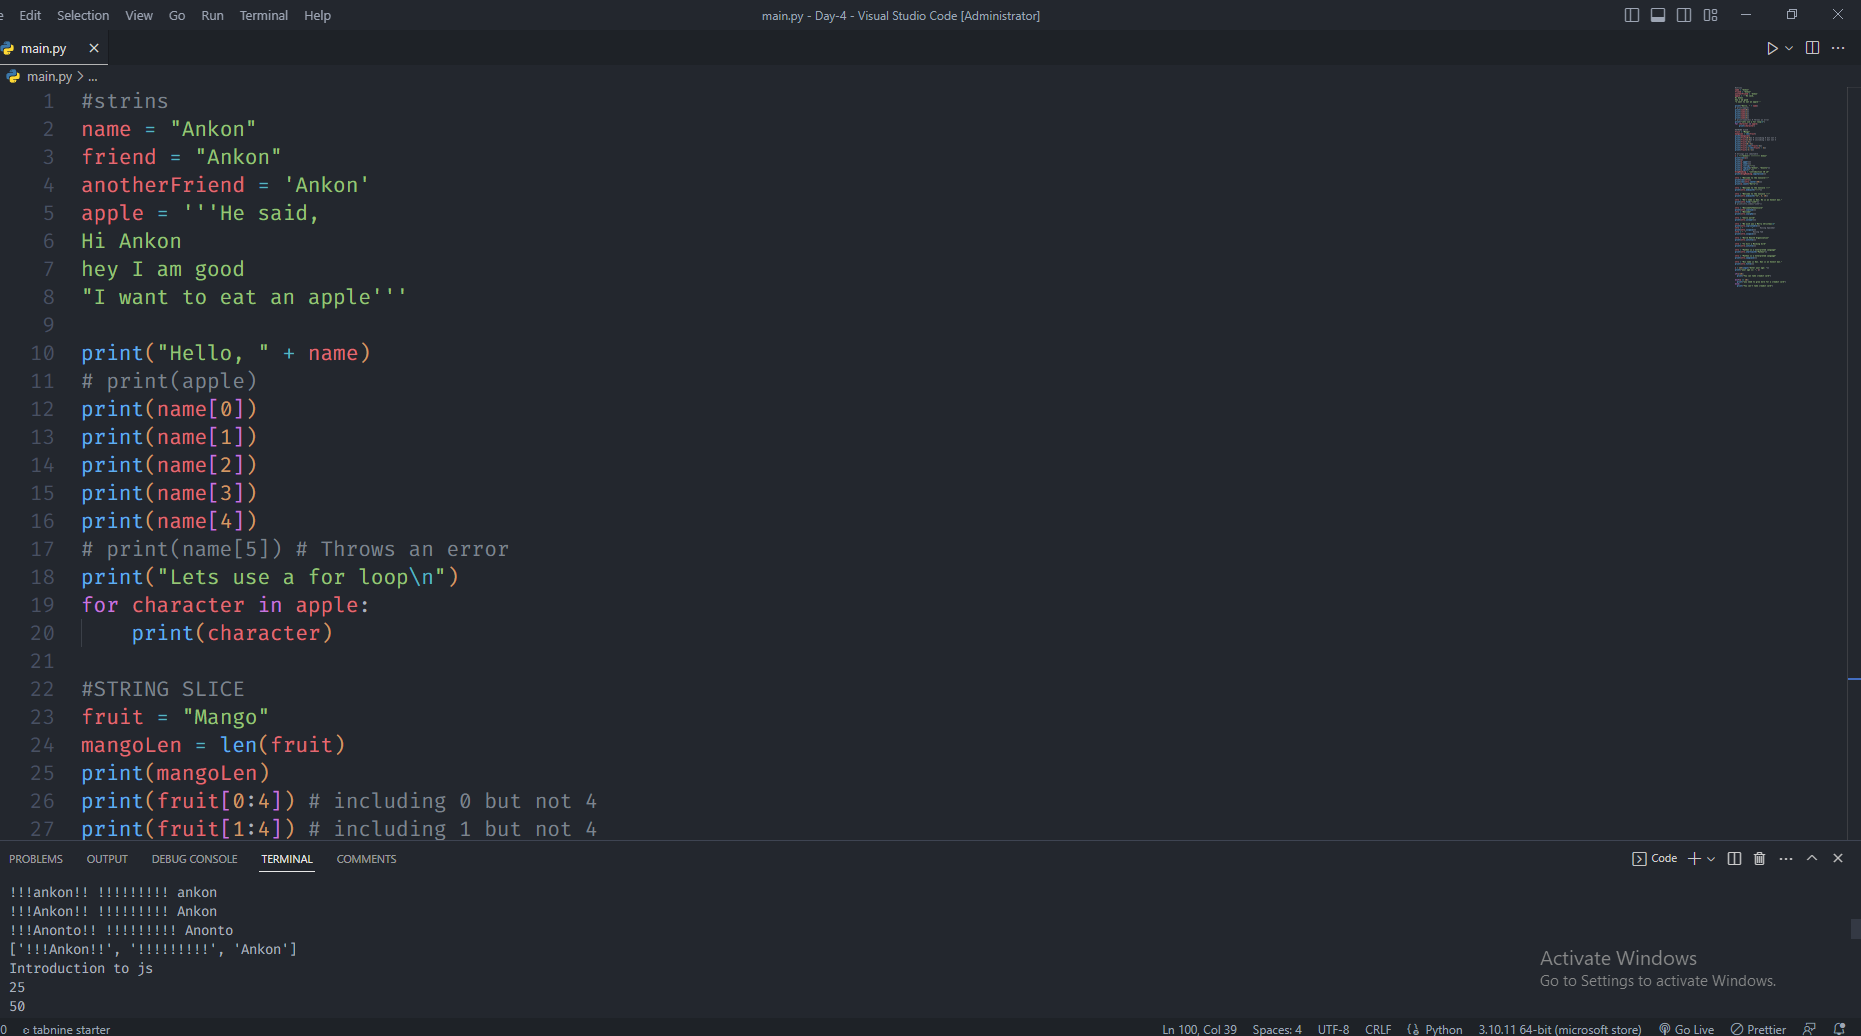 Edit Selection View Go Run Terminal Help
main.py - Day-4 - Visual Studio Code [Administrator]
main.py
main.py > ...
1 #strins
2 name = "Ankon"
3 friend = "Ankon"
4 anotherFriend = 'Ankon'
5 apple = '''He said,
6 Hi Ankon
7 hey I am good
8 "I want to eat an apple'''
9
10 print("Hello, " + name)
11 # print(apple)
12 print(name[0])
13 print(name[1])
14 print(name[2])
15 print(name[3])
16 print(name[4])
17 # print(name[5]) # Throws an error
18 print("Lets use a for loop\n")
19 for character in apple:
20     print(character)
21
22 #STRING SLICE
23 fruit = "Mango"
24 mangoLen = len(fruit)
25 print(mangoLen)
26 print(fruit[0:4]) # including 0 but not 4
27 print(fruit[1:4]) # including 1 but not 4
PROBLEMS OUTPUT DEBUG CONSOLE TERMINAL COMMENTS
Code
!!!ankon!! !!!!!!!!! ankon
!!!Ankon!! !!!!!!!!! Ankon
!!!Anonto!! !!!!!!!!! Anonto
['!!!Ankon!!', '!!!!!!!!!', 'Ankon']
Introduction to js
25
50
Activate Windows
Go to Settings to activate Windows.
0 tabnine starter
Ln 100, Col 39 Spaces: 4 UTF-8 CRLF Python 3.10.11 64-bit (microsoft store) Go Live Prettier